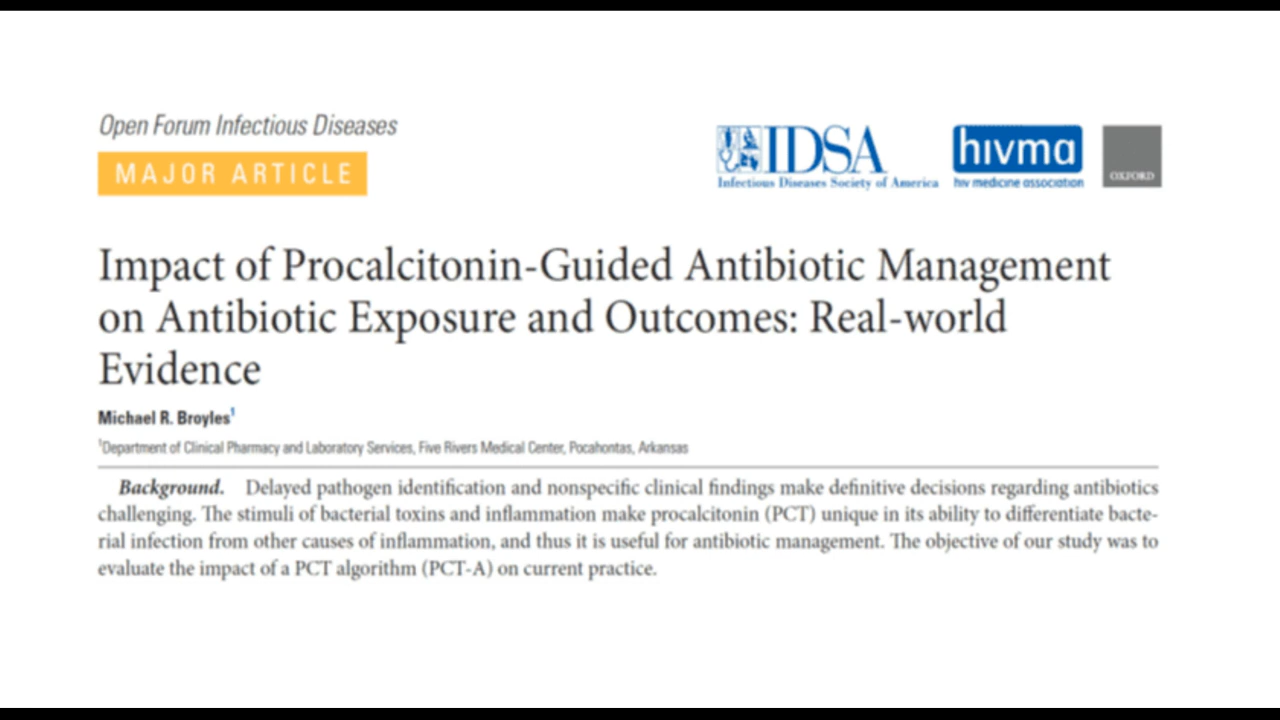 Open Forum Infectious Diseases
MAJOR ARTICLE
IDSA
Infectious Diseases Society of America
hivma
hiv medicine association
OXFORD
Impact of Procalcitonin-Guided Antibiotic Management
on Antibiotic Exposure and Outcomes: Real-world
Evidence
Michael R. Broyles¹
¹Department of Clinical Pharmacy and Laboratory Services, Five Rivers Medical Center, Pocahontas, Arkansas
Background. Delayed pathogen identification and nonspecific clinical findings make definitive decisions regarding antibiotics
challenging. The stimuli of bacterial toxins and inflammation make procalcitonin (PCT) unique in its ability to differentiate bacte-
rial infection from other causes of inflammation, and thus it is useful for antibiotic management. The objective of our study was to
evaluate the impact of a PCT algorithm (PCT-A) on current practice.